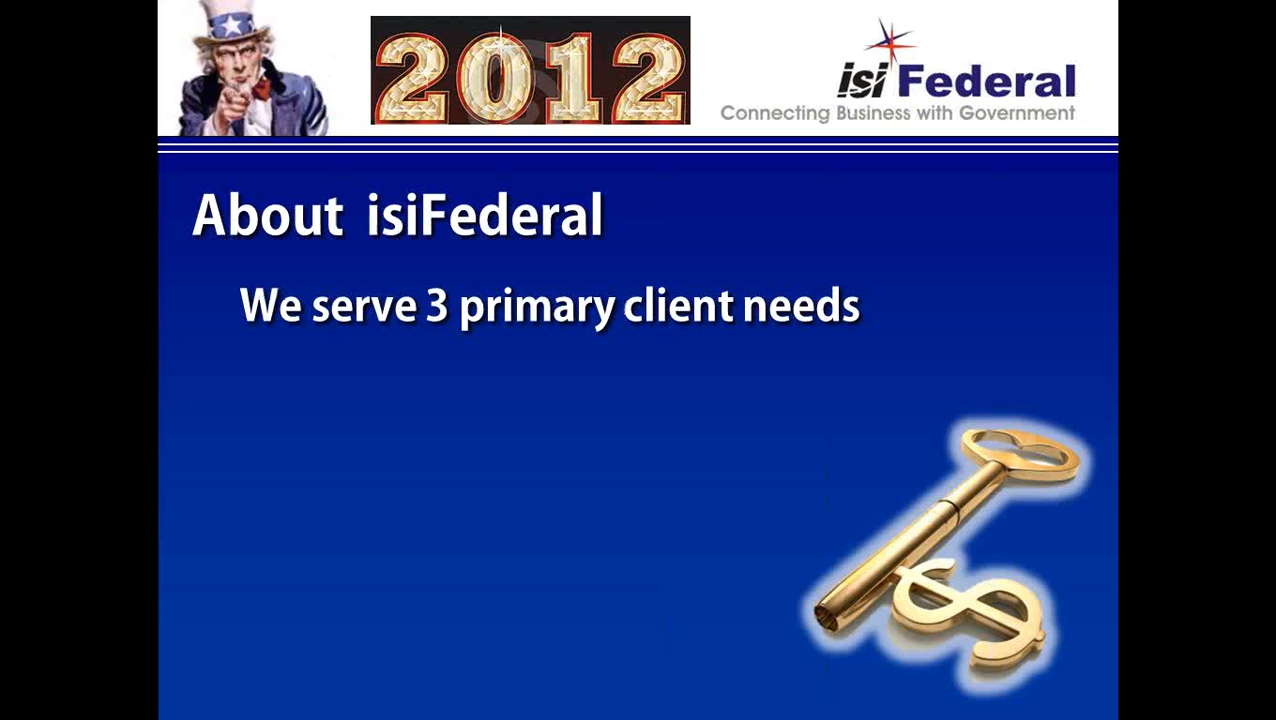 2012
isi Federal
Connecting Business with Government
About isiFederal
We serve 3 primary client needs